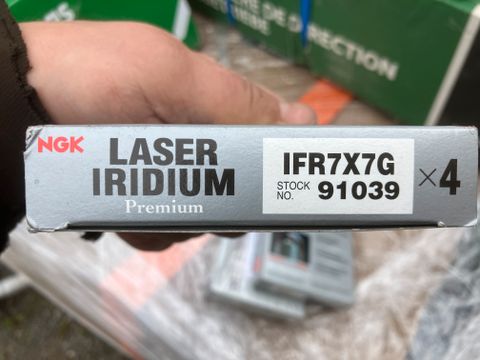 DE DIRECTION
NGK
LASER
IRIDIUM
Premium
IFR7X7G
STOCK NO. 91039
×4